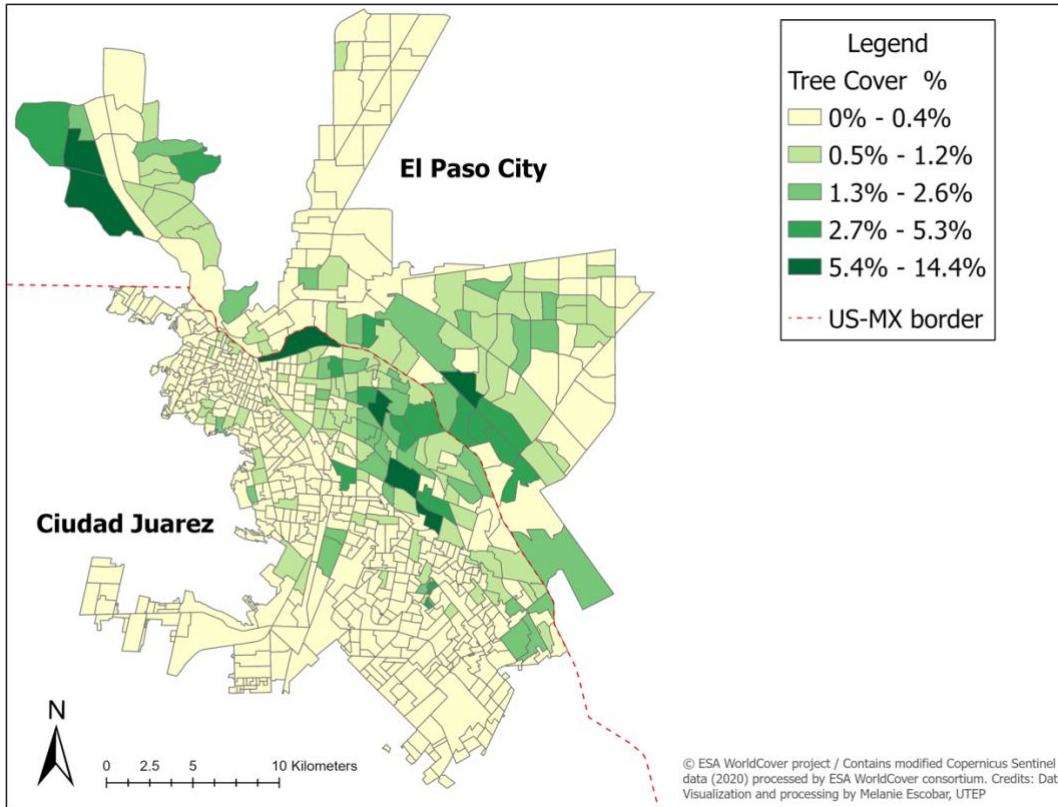 Legend
Tree Cover %
0% - 0.4%
0.5% - 1.2%
1.3% - 2.6%
2.7% - 5.3%
5.4% - 14.4%
US-MX border
El Paso City
Ciudad Juarez
N
0 2.5 5 10 Kilometers
© ESA WorldCover project / Contains modified Copernicus Sentinel
data (2020) processed by ESA WorldCover consortium. Credits: Dat
Visualization and processing by Melanie Escobar, UTEP